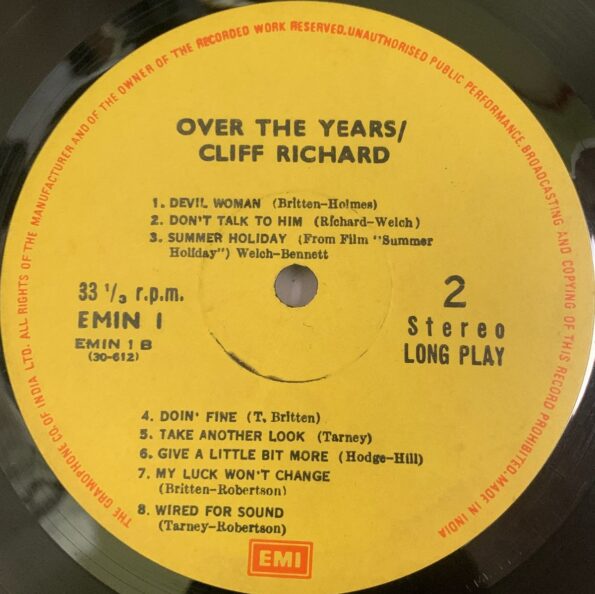 THE GRAMOPHONE CO. OF INDIA LTD. ALL RIGHTS OF THE MANUFACTURER AND OF THE OWNER OF THE RECORDED WORK RESERVED. UNAUTHORISED PUBLIC PERFORMANCE. BROADCASTING AND COPYING OF THIS RECORD PROHIBITED. MADE IN INDIA
OVER THE YEARS/
CLIFF RICHARD
1. DEVIL WOMAN (Britten-Holmes)
2. DON'T TALK TO HIM (Richard-Welch)
3. SUMMER HOLIDAY (From Film "Summer
Holiday") Welch-Bennett
33 1/3 r.p.m.
EMIN 1
EMIN 1 B
(30-612)
2
Stereo
LONG PLAY
4. DOIN' FINE (T. Britten)
5. TAKE ANOTHER LOOK (Tarney)
6. GIVE A LITTLE BIT MORE (Hodge-Hill)
7. MY LUCK WON'T CHANGE
(Britten-Robertson)
8. WIRED FOR SOUND
(Tarney-Robertson)
EMI